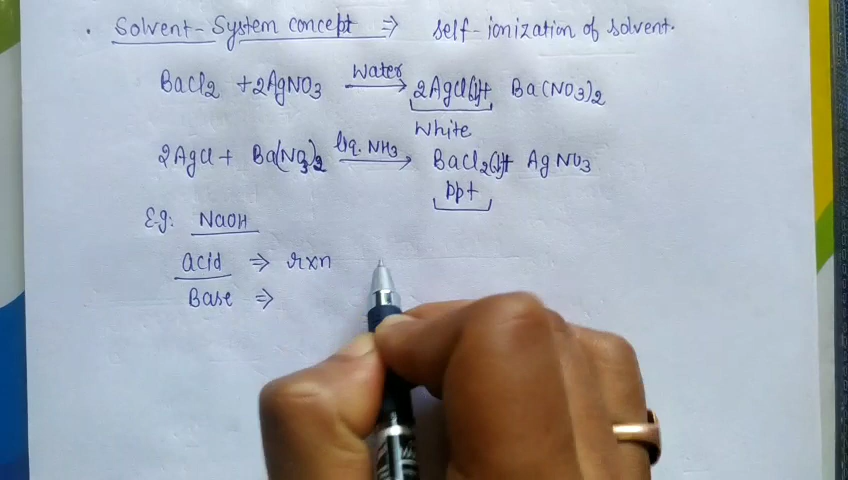 . Solvent-System concept ⇒ self-ionization of solvent.
BaCl2 + 2AgNO3 Water → 2AgCl(↓)+ Ba(NO3)2
White
2AgCl + Ba(NO3)2 liq. NH3 → BaCl2(↓)+ AgNO3
ppt
E.g: NaOH
acid ⇒ rxn
Base ⇒